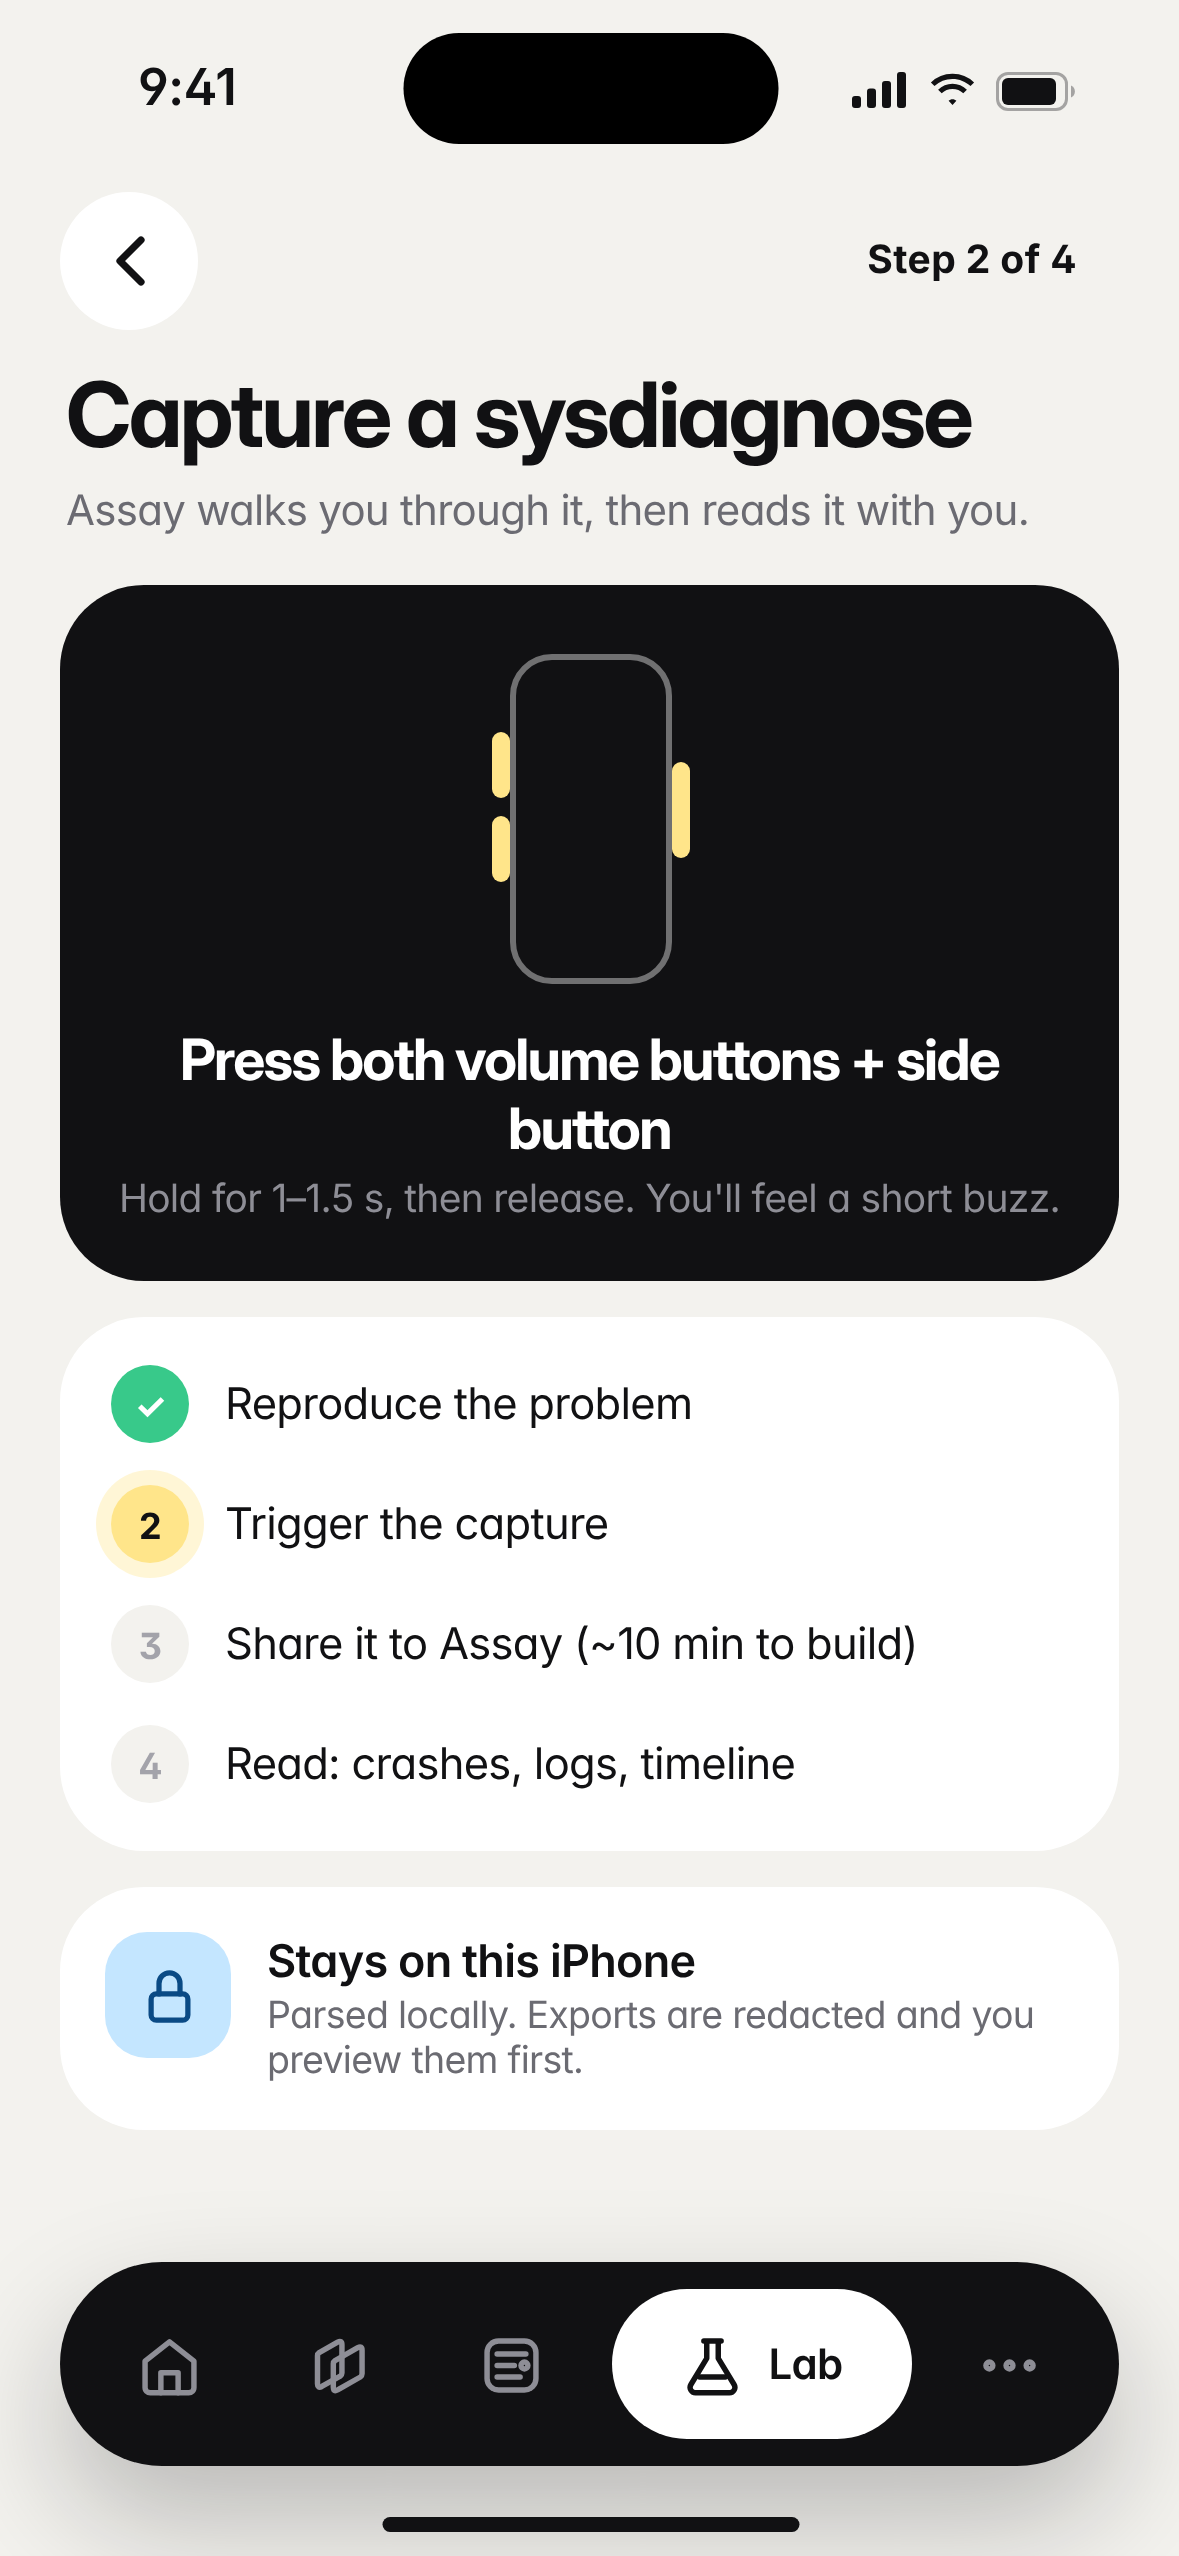 9:41
Step 2 of 4
Capture a sysdiagnose
Assay walks you through it, then reads it with you.
Press both volume buttons + side
button
Hold for 1–1.5 s, then release. You'll feel a short buzz.
Reproduce the problem
2 Trigger the capture
3 Share it to Assay (~10 min to build)
4 Read: crashes, logs, timeline
Stays on this iPhone
Parsed locally. Exports are redacted and you
preview them first.
Lab